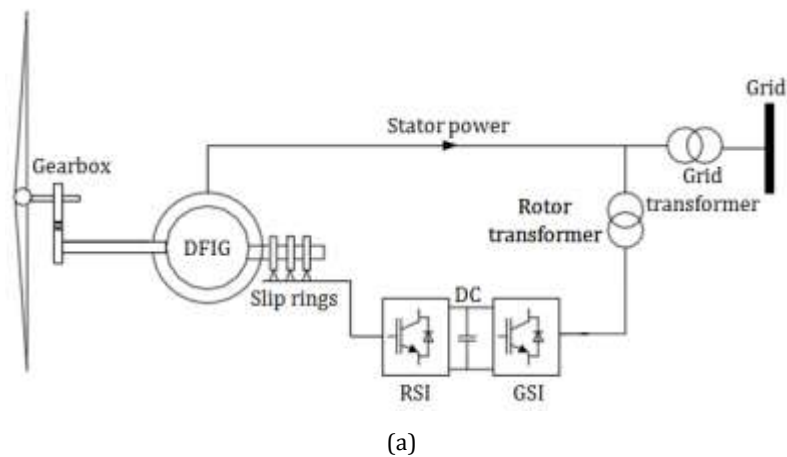 Grid
Stator power
Gearbox
Grid
transformer
Rotor
transformer
DFIG
Slip rings
DC
RSI
GSI
(a)